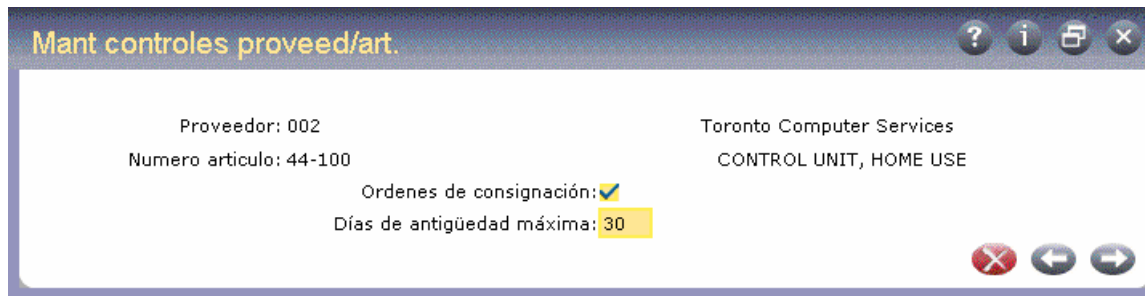 Mant controles proveed/art.
? i
Proveedor: 002 Toronto Computer Services
Numero articulo: 44-100 CONTROL UNIT, HOME USE
Ordenes de consignación:
Días de antigüedad máxima: 30